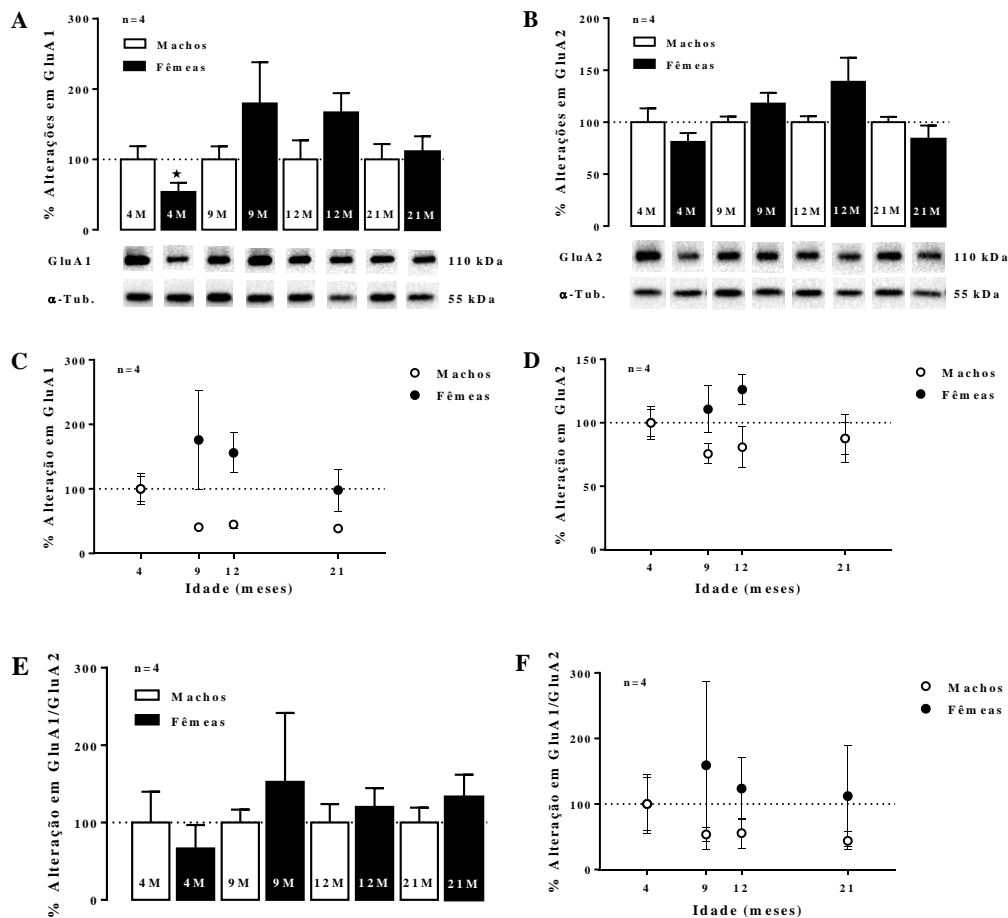 A
n=4
Machos
Fêmeas
% Alterações em GluA1
300
200
100
0
4M
4M
9M
9M
12M
12M
21M
21M
GluA1
110 kDa
α-Tub.
55 kDa
B
n=4
Machos
Fêmeas
% Alterações em GluA2
200
150
100
50
0
4M
4M
9M
9M
12M
12M
21M
21M
GluA2
110 kDa
α-Tub.
55 kDa
C
n=4
Machos
Fêmeas
% Alteração em GluA1
300
200
100
0
4
9
12
21
Idade (meses)
D
n=4
Machos
Fêmeas
% Alteração em GluA2
150
100
50
0
4
9
12
21
Idade (meses)
E
n=4
Machos
Fêmeas
% Alteração em GluA1/GluA2
300
200
100
0
4M
4M
9M
9M
12M
12M
21M
21M
F
n=4
Machos
Fêmeas
% Alteração em GluA1/GluA2
300
200
100
0
4
9
12
21
Idade (meses)